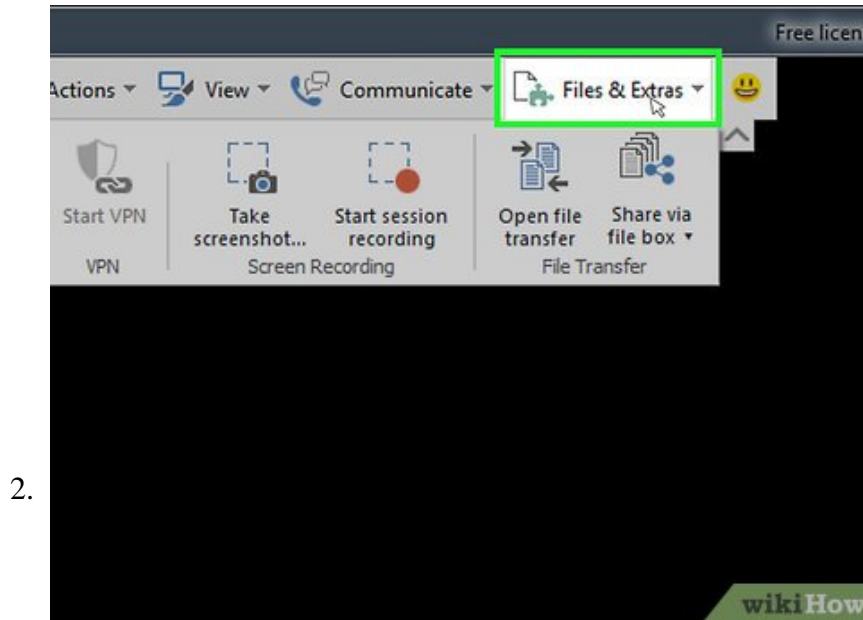 Free licen
Actions View Communicate Files & Extras
Start VPN
Take screenshot...
Start session recording
Open file transfer
Share via file box
VPN
Screen Recording
File Transfer
2.
wikiHow